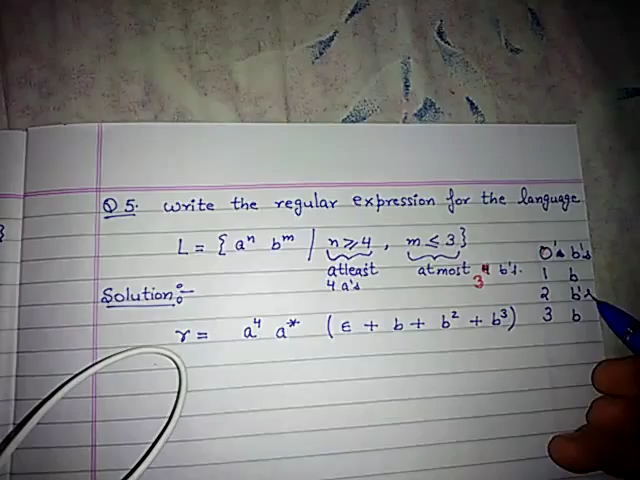 Q 5. Write the regular expression for the language
L = { aⁿ bᵐ | n ≥ 4 , m ≤ 3 }
atleast 4 a's
atmost 3 b's.
0's b's
1 b
2 b's
3 b
Solution:-
r = a⁴ a* (ε + b + b² + b³)